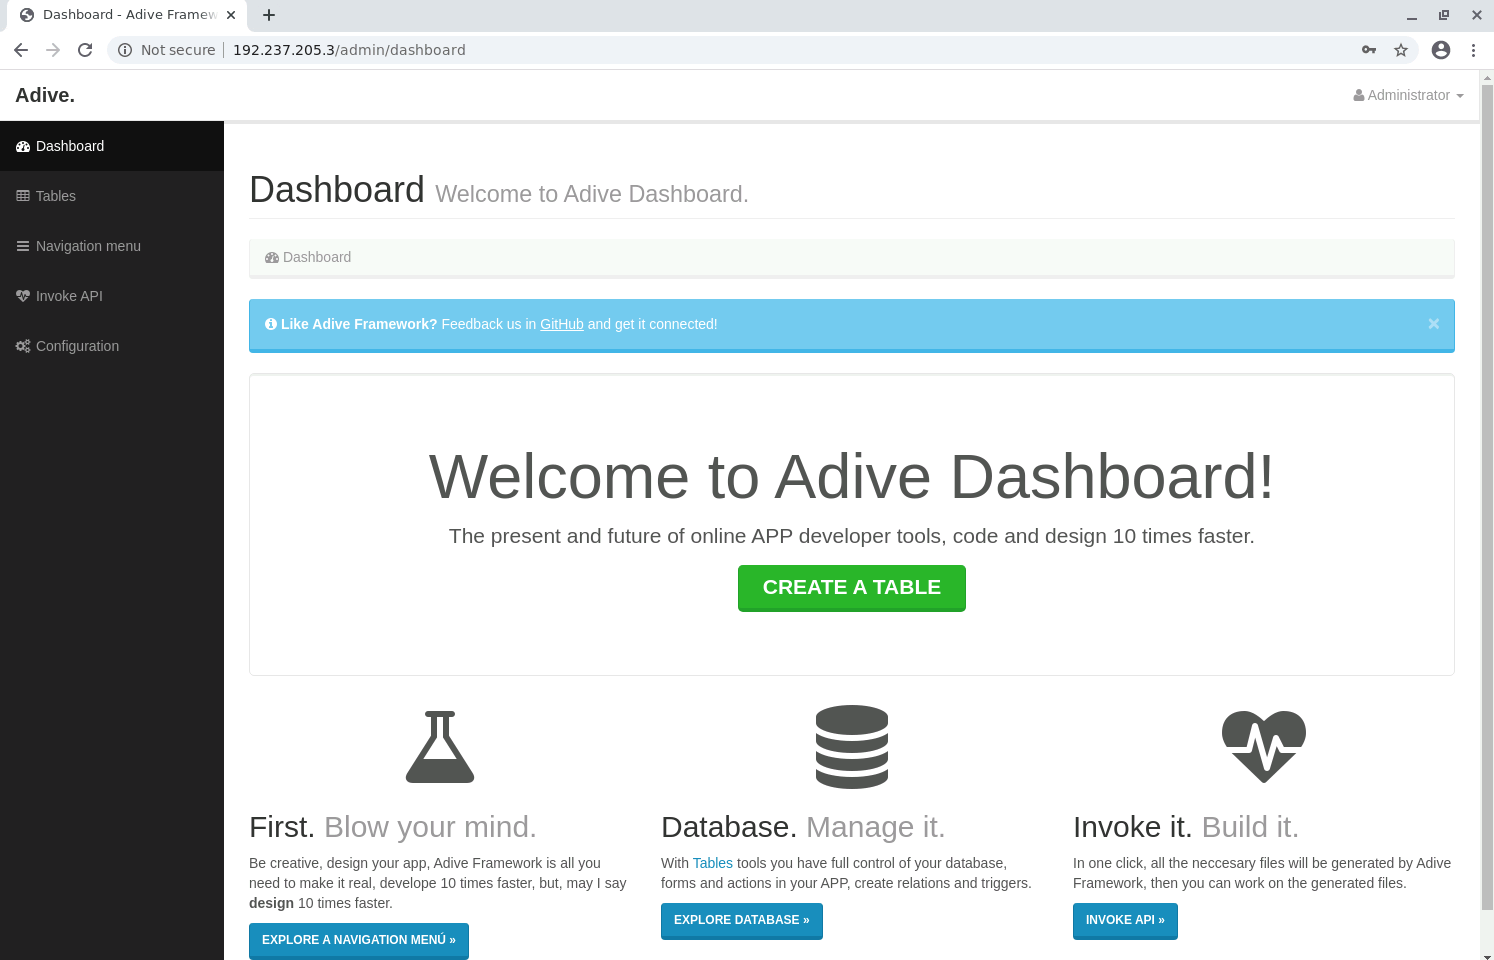 Dashboard - Adive Framew
Not secure 192.237.205.3/admin/dashboard
Adive.
Administrator
Dashboard
Tables
Navigation menu
Invoke API
Configuration
Dashboard Welcome to Adive Dashboard.
Dashboard
Like Adive Framework? Feedback us in GitHub and get it connected!
×
Welcome to Adive Dashboard!
The present and future of online APP developer tools, code and design 10 times faster.
CREATE A TABLE
First. Blow your mind.
Be creative, design your app, Adive Framework is all you
need to make it real, develope 10 times faster, but, may I say
design 10 times faster.
EXPLORE A NAVIGATION MENÚ »
Database. Manage it.
With Tables tools you have full control of your database,
forms and actions in your APP, create relations and triggers.
EXPLORE DATABASE »
Invoke it. Build it.
In one click, all the neccesary files will be generated by Adive
Framework, then you can work on the generated files.
INVOKE API »